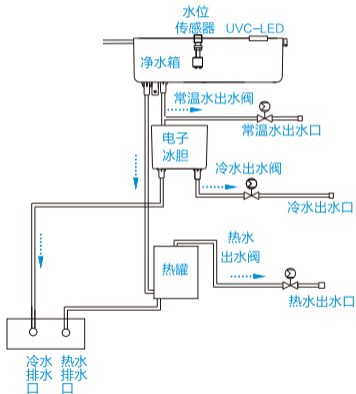 水位
传感器
UVC-LED
净水箱
常温水出水阀
常温水出水口
电子
冰胆
冷水出水阀
冷水出水口
热水
出水阀
热罐
热水出水口
冷水
排水
口
热水
排水
口